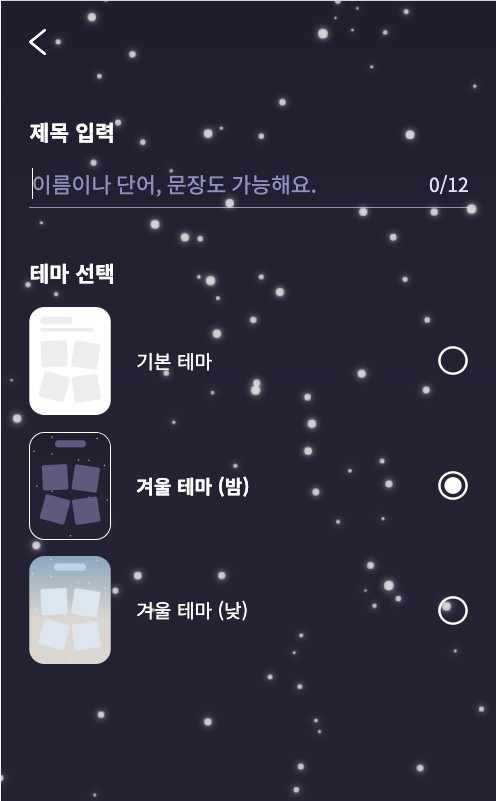 제목 입력
이름이나 단어, 문장도 가능해요. 0/12
테마 선택
기본 테마
겨울 테마 (밤)
겨울 테마 (낮)